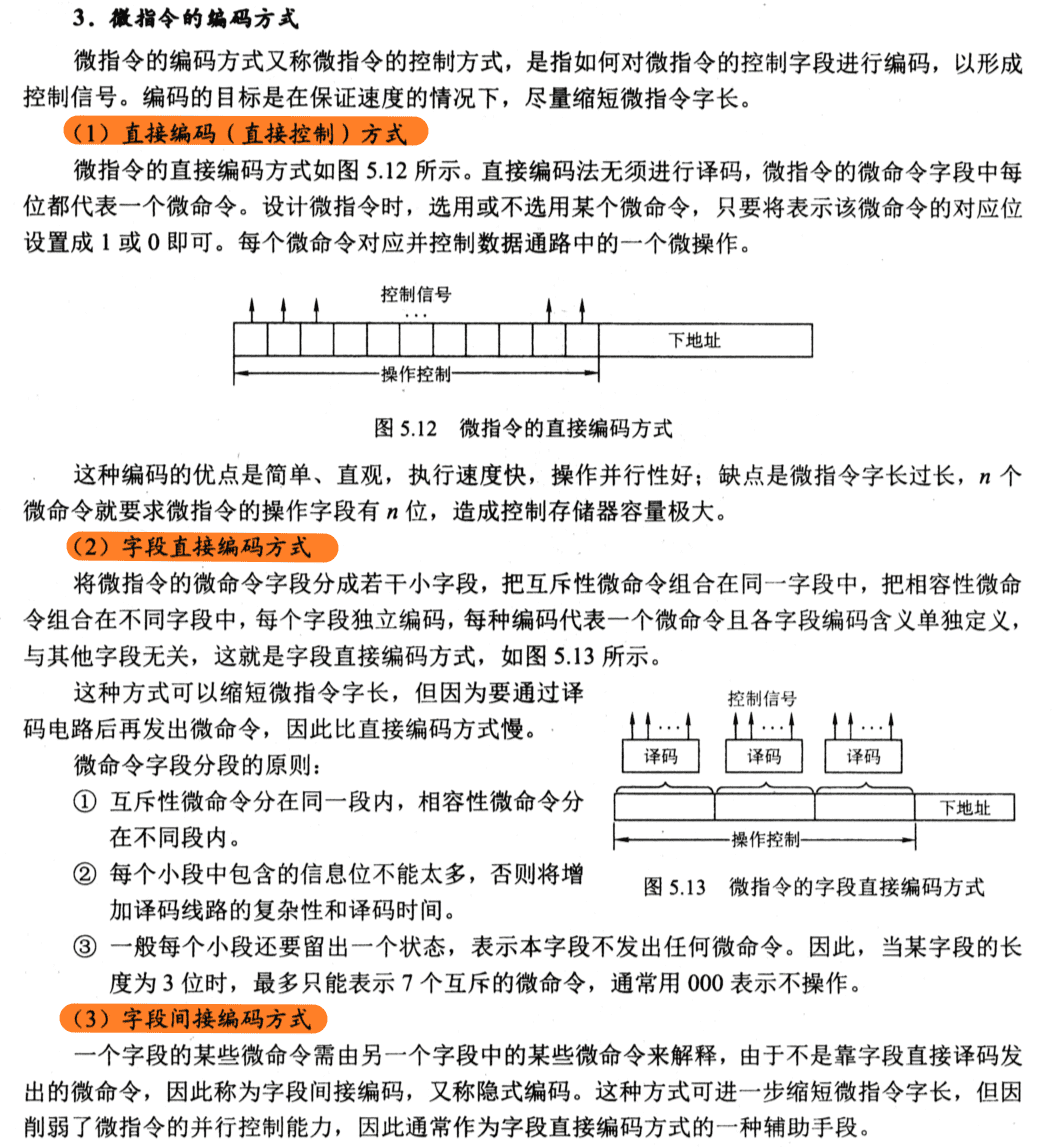 3．微指令的编码方式
微指令的编码方式又称微指令的控制方式，是指如何对微指令的控制字段进行编码，以形成
控制信号。编码的目标是在保证速度的情况下，尽量缩短微指令字长。
（1）直接编码（直接控制）方式
微指令的直接编码方式如图 5.12 所示。直接编码法无须进行译码，微指令的微命令字段中每
位都代表一个微命令。设计微指令时，选用或不选用某个微命令，只要将表示该微命令的对应位
设置成 1 或 0 即可。每个微命令对应并控制数据通路中的一个微操作。
控制信号
…
下地址
操作控制
图 5.12　微指令的直接编码方式
这种编码的优点是简单、直观，执行速度快，操作并行性好；缺点是微指令字长过长，n 个
微命令就要求微指令的操作字段有 n 位，造成控制存储器容量极大。
（2）字段直接编码方式
将微指令的微命令字段分成若干小字段，把互斥性微命令组合在同一字段中，把相容性微命
令组合在不同字段中，每个字段独立编码，每种编码代表一个微命令且各字段编码含义单独定义，
与其他字段无关，这就是字段直接编码方式，如图 5.13 所示。
这种方式可以缩短微指令字长，但因为要通过译
码电路后再发出微命令，因此比直接编码方式慢。
微命令字段分段的原则：
① 互斥性微命令分在同一段内，相容性微命令分
在不同段内。
② 每个小段中包含的信息位不能太多，否则将增
加译码线路的复杂性和译码时间。
控制信号
… … …
译码 译码 译码
下地址
操作控制
图 5.13　微指令的字段直接编码方式
③ 一般每个小段还要留出一个状态，表示本字段不发出任何微命令。因此，当某字段的长
度为 3 位时，最多只能表示 7 个互斥的微命令，通常用 000 表示不操作。
（3）字段间接编码方式
一个字段的某些微命令需由另一个字段中的某些微命令来解释，由于不是靠字段直接译码发
出的微命令，因此称为字段间接编码，又称隐式编码。这种方式可进一步缩短微指令字长，但因
削弱了微指令的并行控制能力，因此通常作为字段直接编码方式的一种辅助手段。